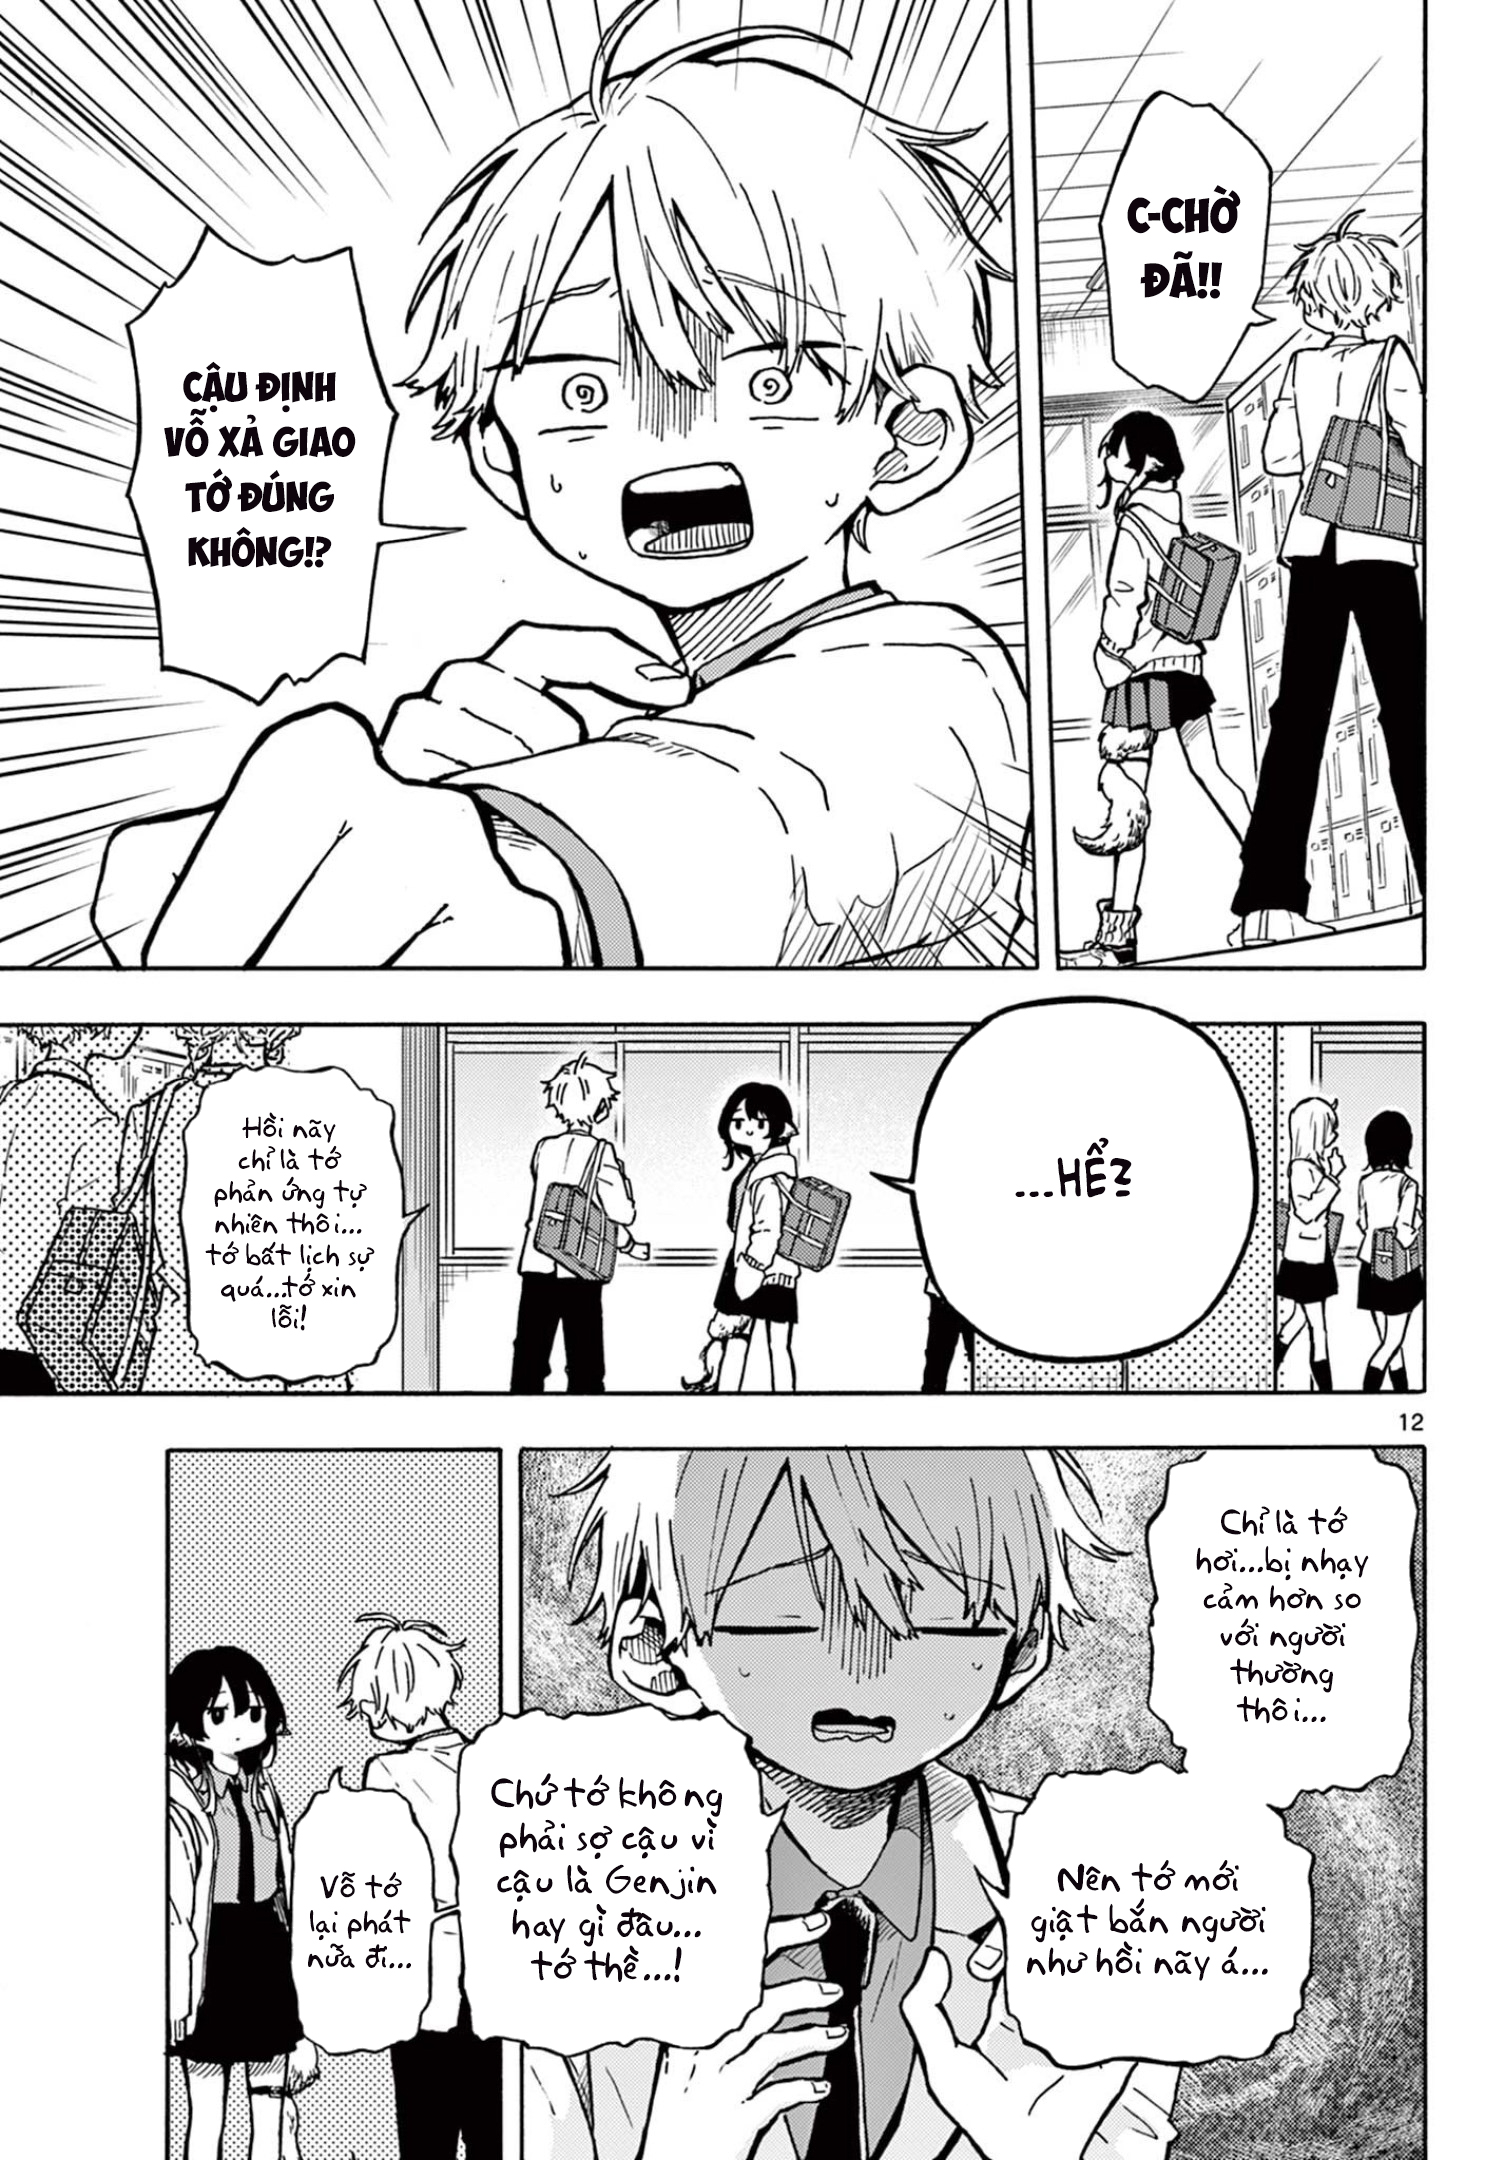 C-CHỜ
ĐÃ!!
CẬU ĐỊNH
VỖ XẢ GIAO
TỚ ĐÚNG
KHÔNG!?
...HỂ?
Hồi nãy
chỉ là tớ
phản ứng tự
nhiên thôi...
tớ bất lịch sự
quá...tớ xin
lỗi!
12
Chỉ là tớ
hơi...bị nhạy
cảm hơn so
với người
thường
thôi...
Nên tớ mới
giật bắn người
như hồi nãy á...
Chứ tớ không
phải sợ cậu vì
cậu là Genjin
hay gì đâu...
tớ thề...!
Vỗ tớ
lại phát
nữa đi...